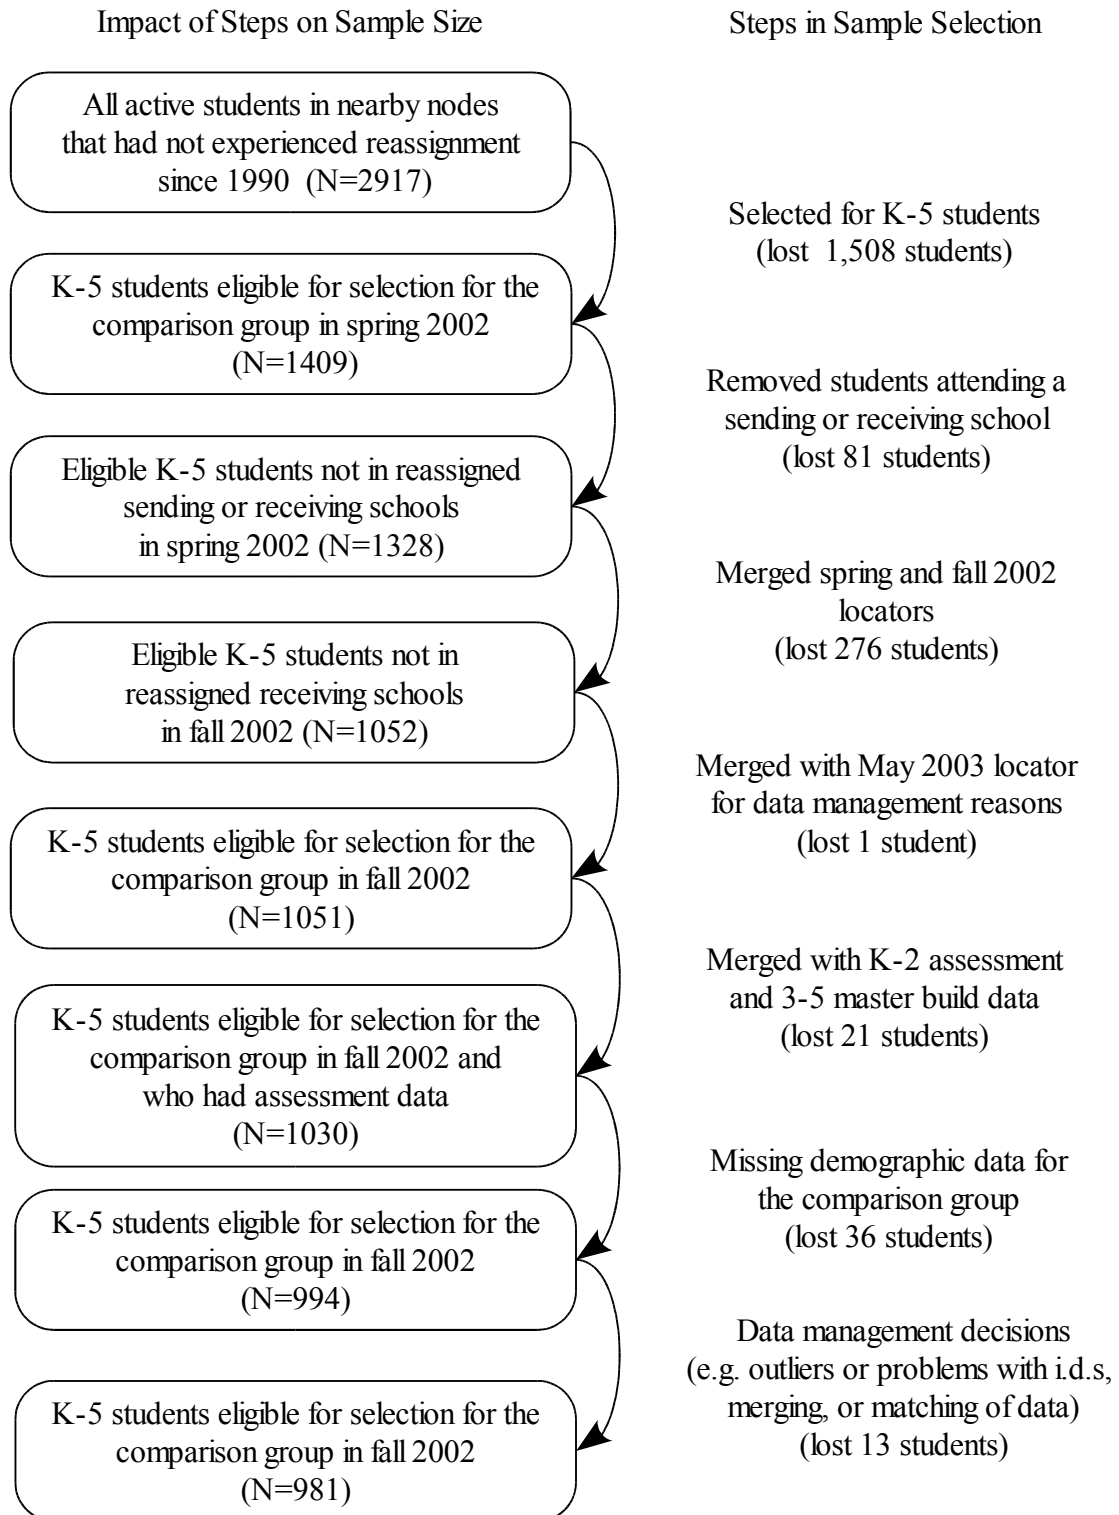 Impact of Steps on Sample Size
Steps in Sample Selection
All active students in nearby nodes
that had not experienced reassignment
since 1990 (N=2917)
Selected for K-5 students
(lost 1,508 students)
K-5 students eligible for selection for the
comparison group in spring 2002
(N=1409)
Removed students attending a
sending or receiving school
(lost 81 students)
Eligible K-5 students not in reassigned
sending or receiving schools
in spring 2002 (N=1328)
Merged spring and fall 2002
locators
(lost 276 students)
Eligible K-5 students not in
reassigned receiving schools
in fall 2002 (N=1052)
Merged with May 2003 locator
for data management reasons
(lost 1 student)
K-5 students eligible for selection for the
comparison group in fall 2002
(N=1051)
Merged with K-2 assessment
and 3-5 master build data
(lost 21 students)
K-5 students eligible for selection for the
comparison group in fall 2002 and
who had assessment data
(N=1030)
Missing demographic data for
the comparison group
(lost 36 students)
K-5 students eligible for selection for the
comparison group in fall 2002
(N=994)
Data management decisions
(e.g. outliers or problems with i.d.s,
merging, or matching of data)
(lost 13 students)
K-5 students eligible for selection for the
comparison group in fall 2002
(N=981)